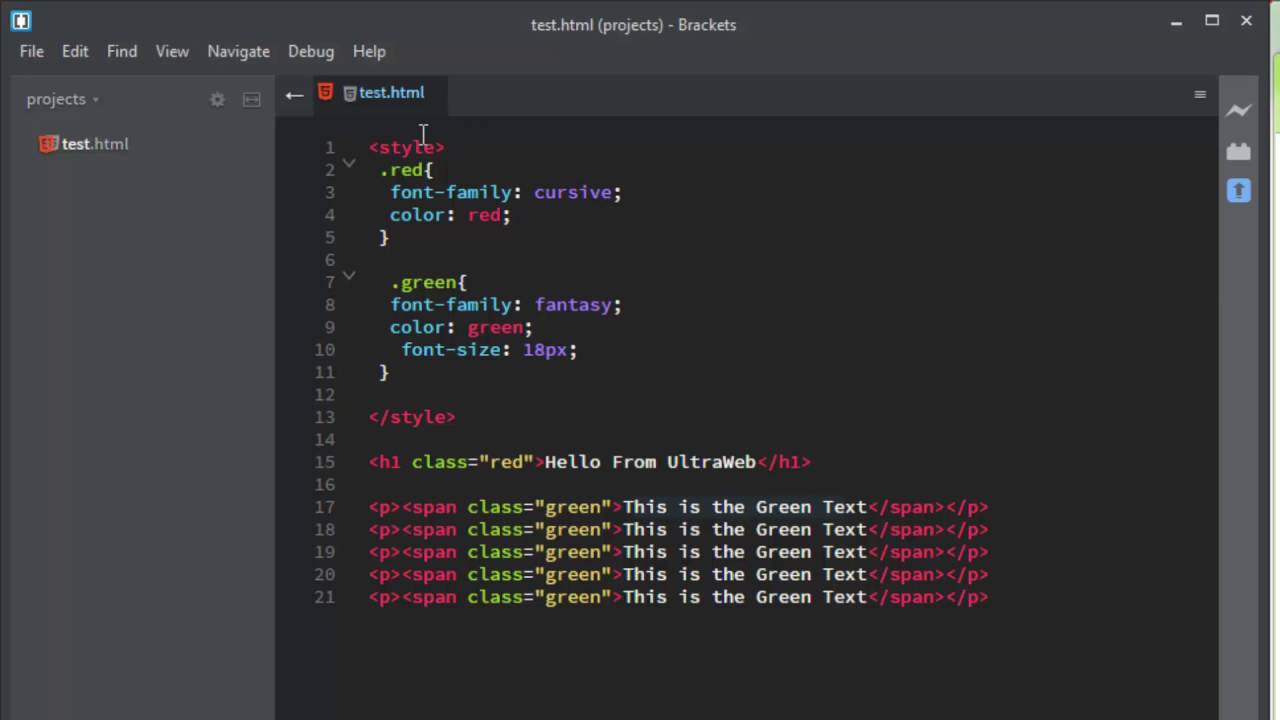 test.html (projects) - Brackets
File Edit Find View Navigate Debug Help
projects
test.html
test.html
1 <style>
2 .red{
3 font-family: cursive;
4 color: red;
5 }
6
7 .green{
8 font-family: fantasy;
9 color: green;
10 font-size: 18px;
11 }
12
13 </style>
14
15 <h1 class="red">Hello From UltraWeb</h1>
16
17 <p><span class="green">This is the Green Text</span></p>
18 <p><span class="green">This is the Green Text</span></p>
19 <p><span class="green">This is the Green Text</span></p>
20 <p><span class="green">This is the Green Text</span></p>
21 <p><span class="green">This is the Green Text</span></p>